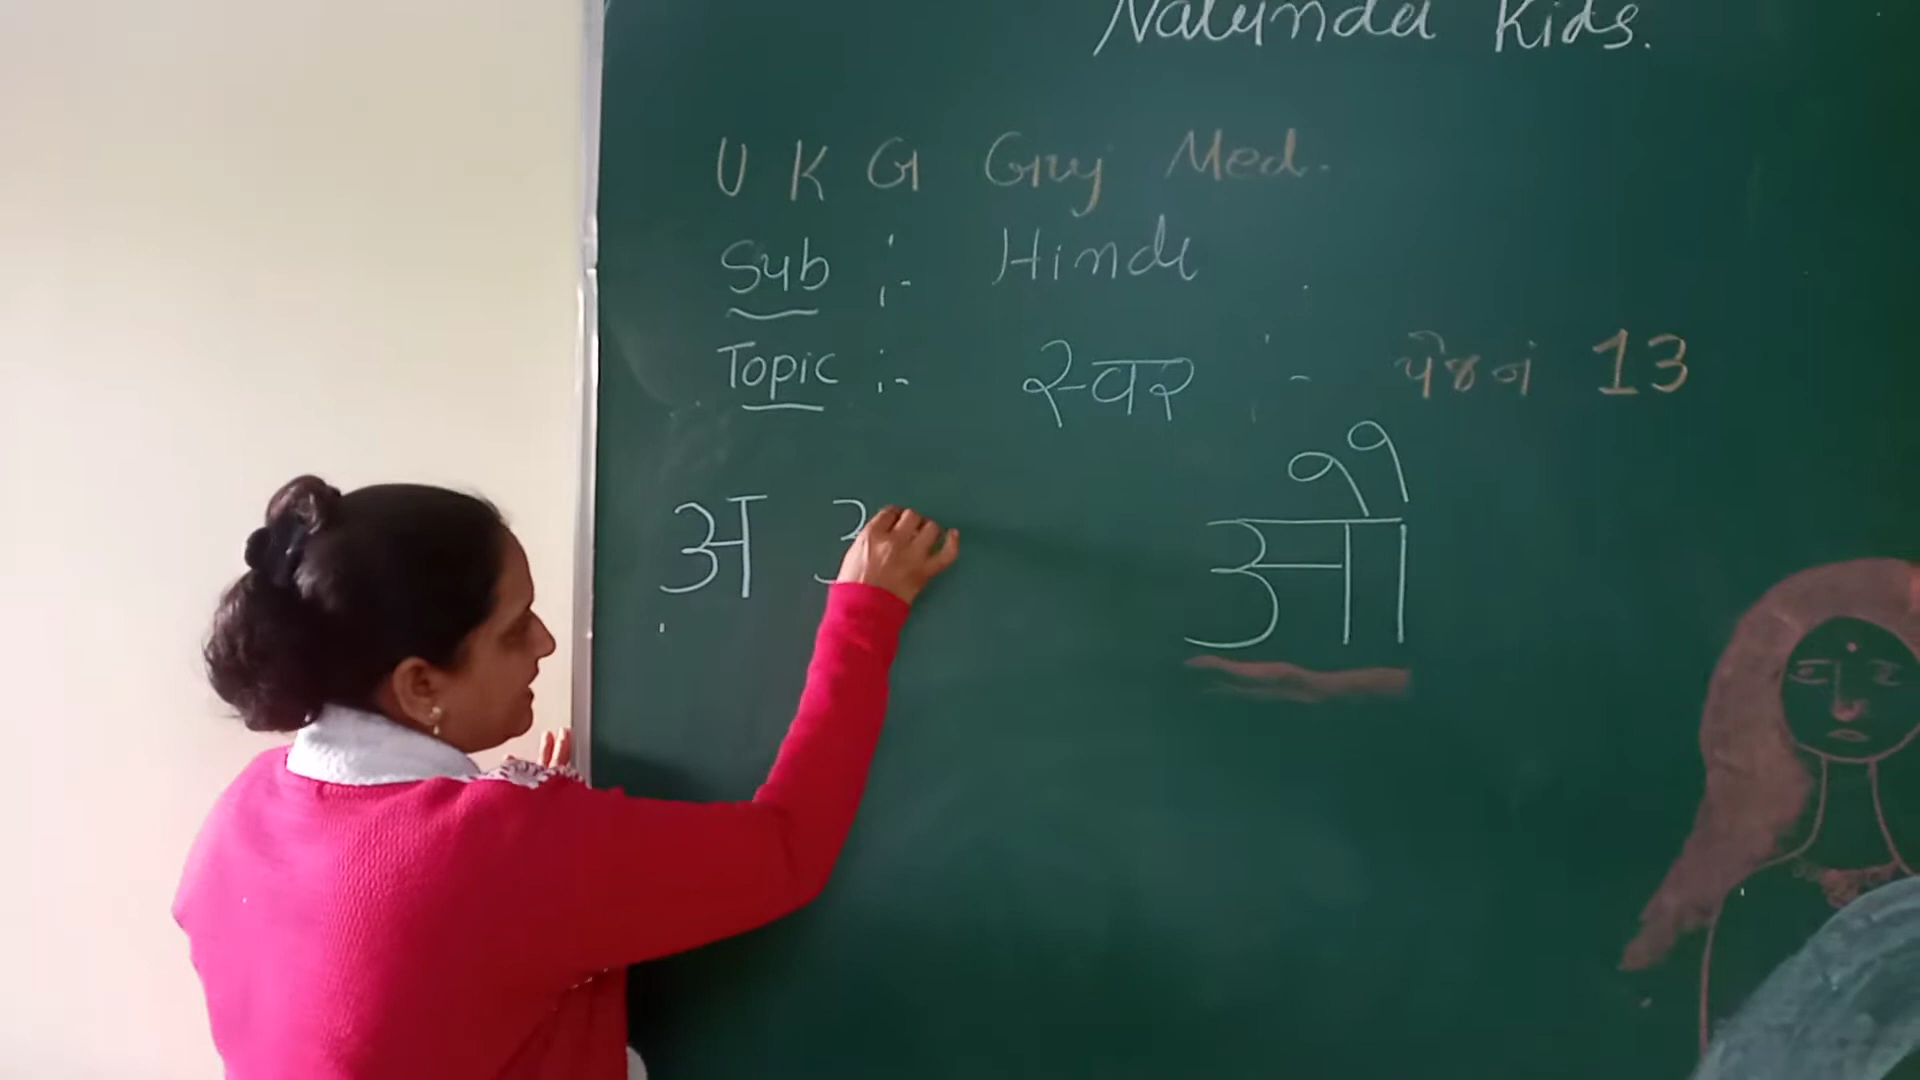 Nalanda Kids.
U K G Guj Med.
Sub :- Hindi
Topic :- स्वर :- પેજ નં 13
अ
औ